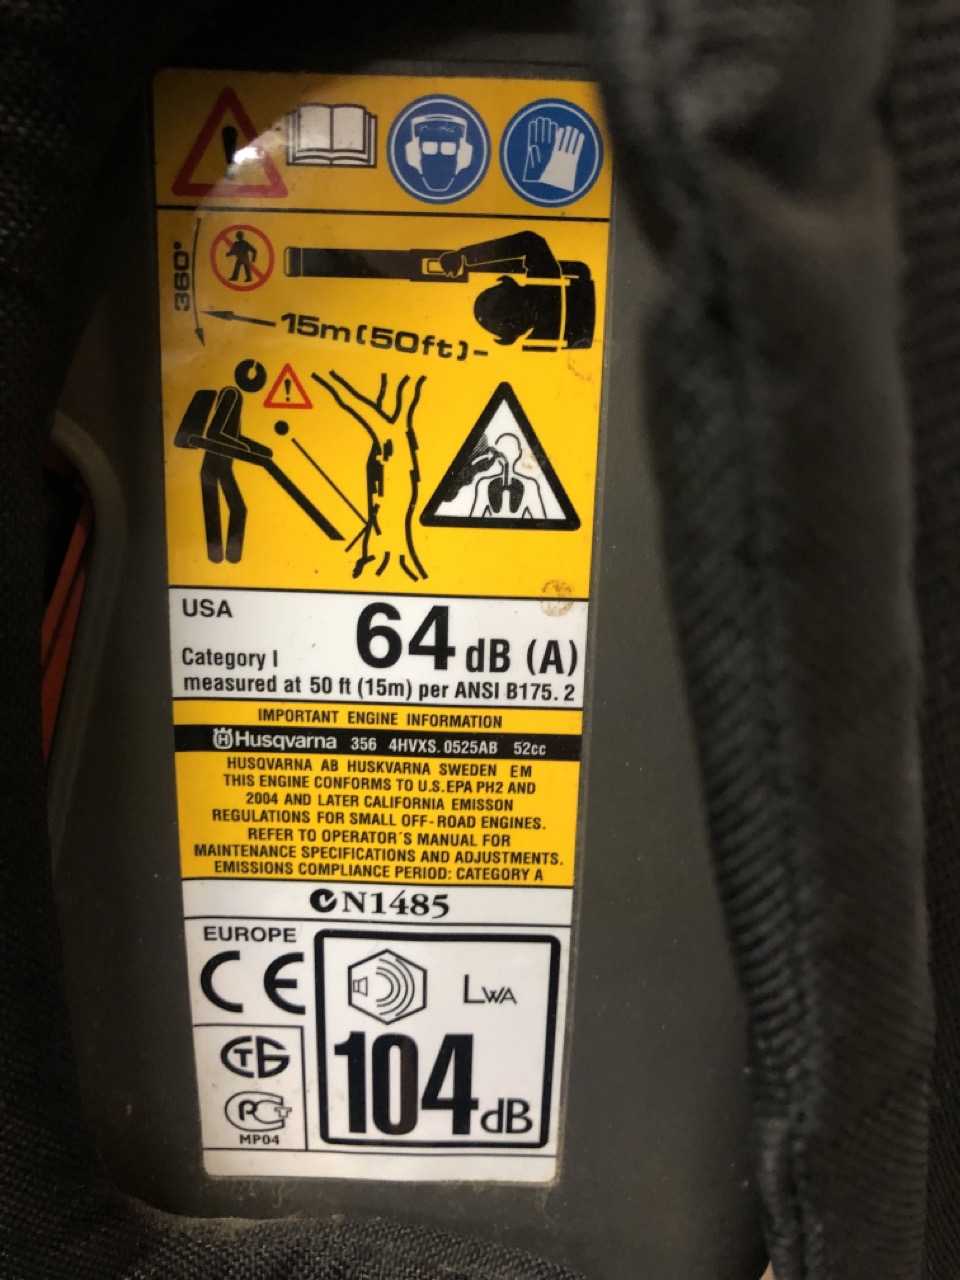 360°
15m(50ft)
USA
64 dB (A)
Category I
measured at 50 ft (15m) per ANSI B175. 2
IMPORTANT ENGINE INFORMATION
Husqvarna 356 4HVXS. 0525AB 52cc
HUSQVARNA AB HUSKVARNA SWEDEN EM
THIS ENGINE CONFORMS TO U.S. EPA PH2 AND
2004 AND LATER CALIFORNIA EMISSON
REGULATIONS FOR SMALL OFF-ROAD ENGINES.
REFER TO OPERATOR´S MANUAL FOR
MAINTENANCE SPECIFICATIONS AND ADJUSTMENTS.
EMISSIONS COMPLIANCE PERIOD: CATEGORY A
N1485
EUROPE
CE
LWA
104 dB
MP04